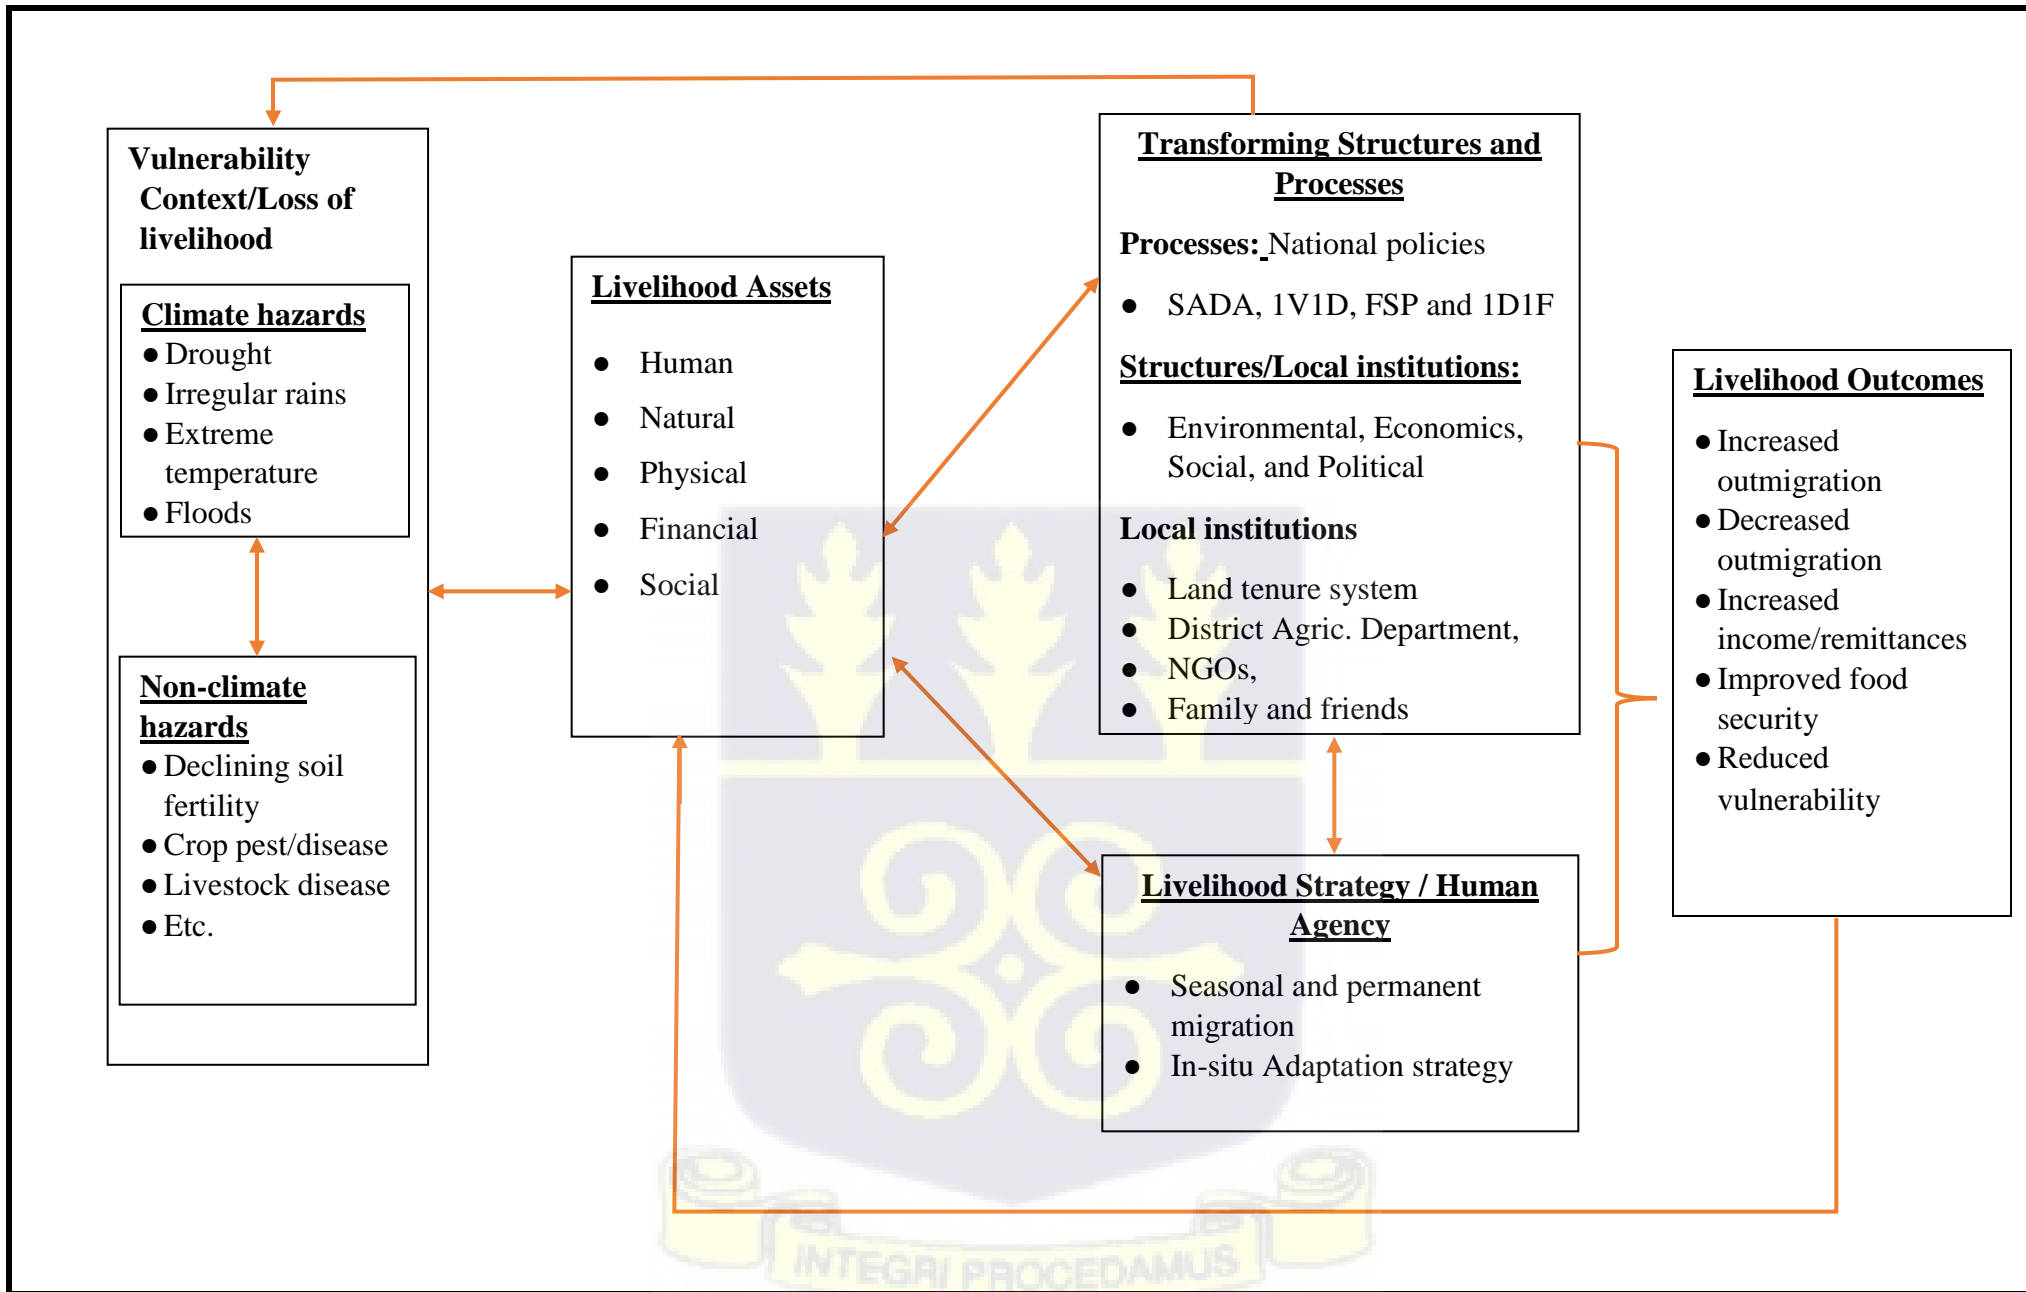 Vulnerability
Context/Loss of
livelihood
Climate hazards
● Drought
● Irregular rains
● Extreme
temperature
● Floods
Non-climate
hazards
● Declining soil
fertility
● Crop pest/disease
● Livestock disease
● Etc.
Livelihood Assets
● Human
● Natural
● Physical
● Financial
● Social
Transforming Structures and
Processes
Processes: National policies
● SADA, 1V1D, FSP and 1D1F
Structures/Local institutions:
● Environmental, Economics,
Social, and Political
Local institutions
● Land tenure system
● District Agric. Department,
● NGOs,
● Family and friends
Livelihood Strategy / Human
Agency
● Seasonal and permanent
migration
● In-situ Adaptation strategy
Livelihood Outcomes
● Increased
outmigration
● Decreased
outmigration
● Increased
income/remittances
● Improved food
security
● Reduced
vulnerability
INTEGRI PROCEDAMUS